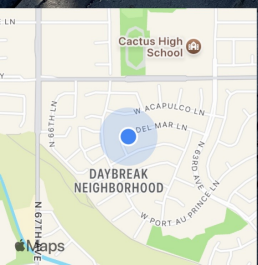 LN
Cactus High
School
Y
N 66TH LN
W ACAPULCO LN
DEL MAR LN
N 63RD AVE
DAYBREAK
NEIGHBORHOOD
W PORT AU PRINCE LN
N 67TH AVE
Maps